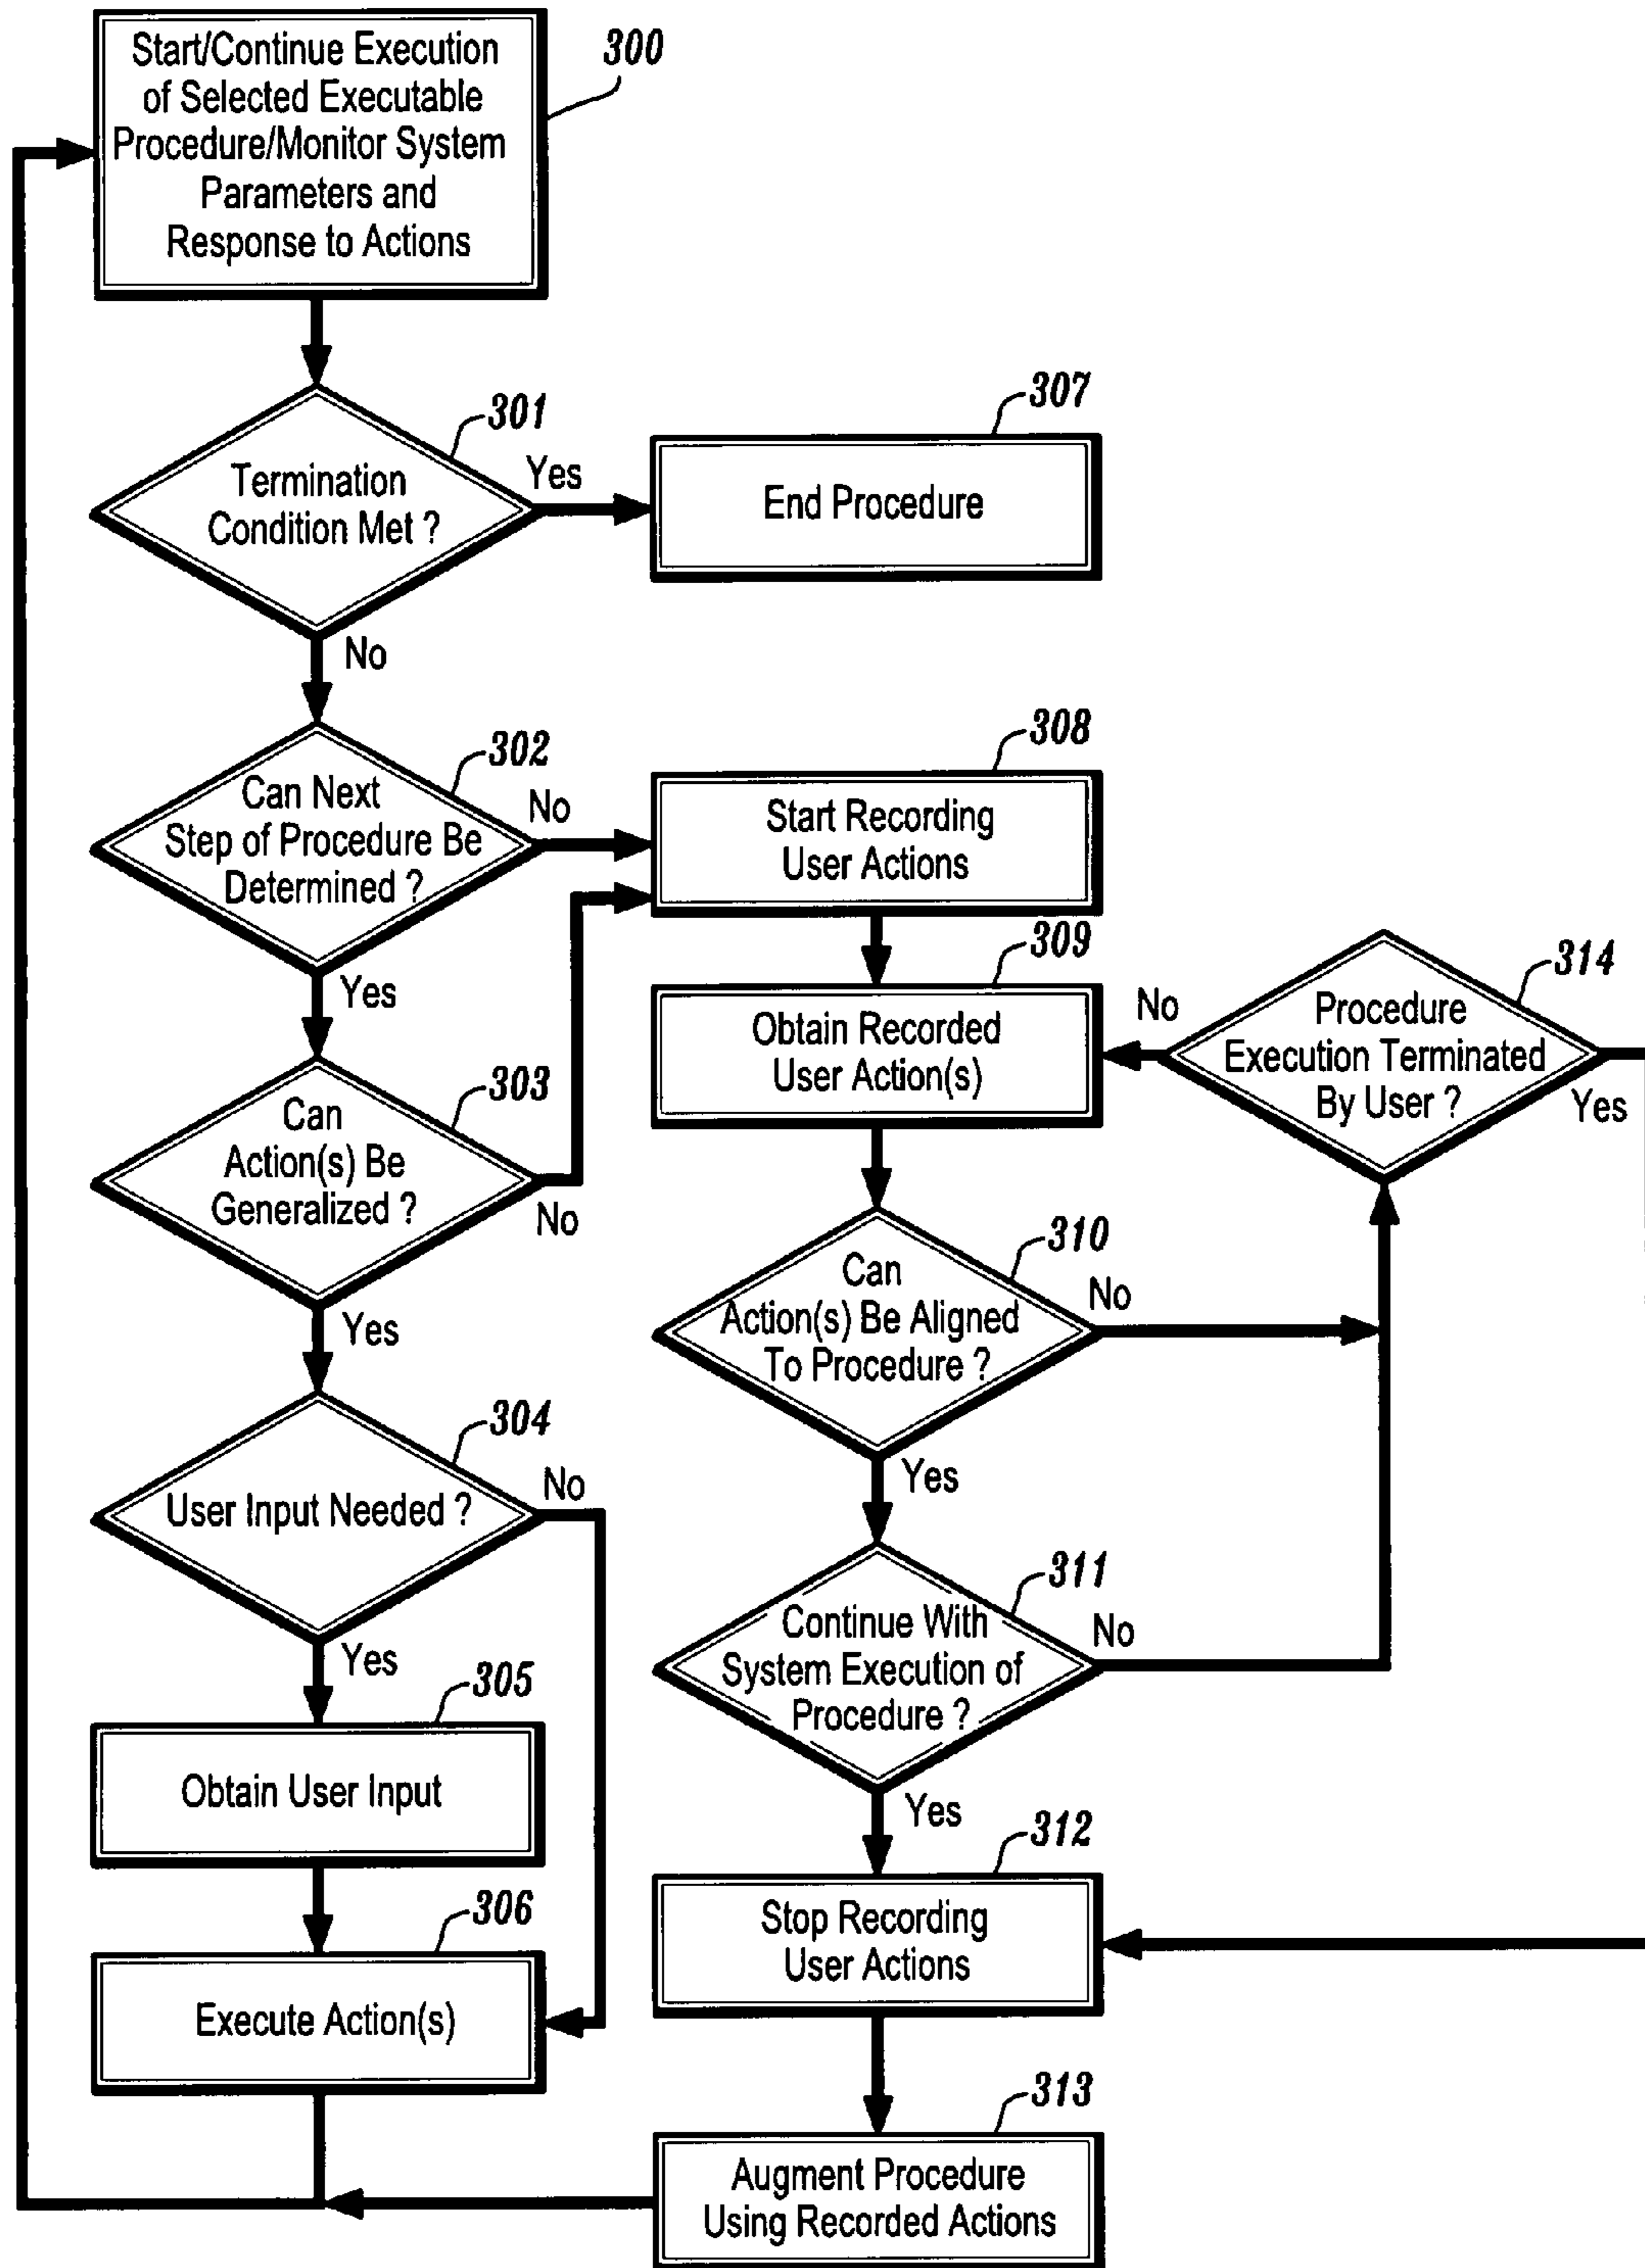 Start/Continue Execution
of Selected Executable
Procedure/Monitor System
Parameters and
Response to Actions
300
301
Termination
Condition Met ?
Yes
No
307
End Procedure
302
Can Next
Step of Procedure Be
Determined ?
No
Yes
308
Start Recording
User Actions
303
Can
Action(s) Be
Generalized ?
No
Yes
309
Obtain Recorded
User Action(s)
314
Procedure
Execution Terminated
By User ?
No
Yes
304
User Input Needed ?
No
Yes
310
Can
Action(s) Be Aligned
To Procedure ?
No
Yes
305
Obtain User Input
311
Continue With
System Execution of
Procedure ?
No
Yes
306
Execute Action(s)
312
Stop Recording
User Actions
313
Augment Procedure
Using Recorded Actions